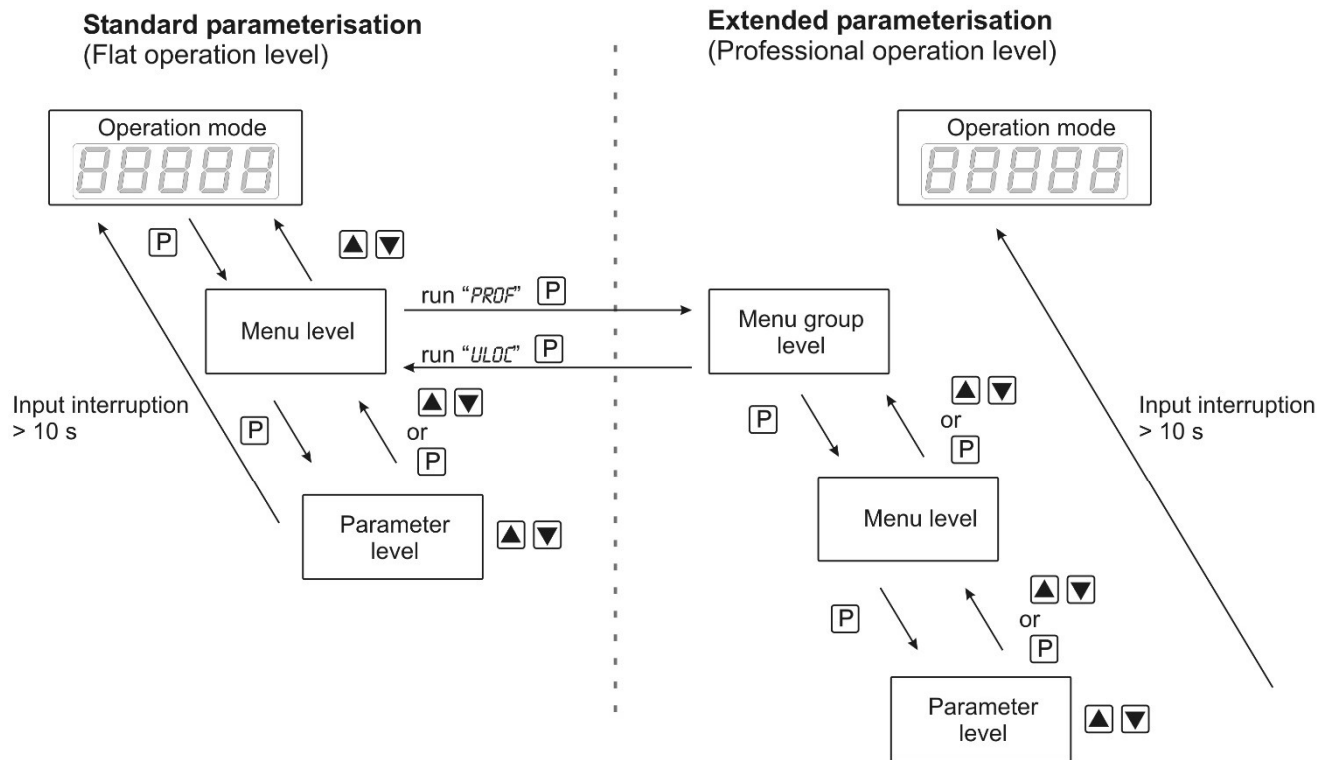 Standard parameterisation
(Flat operation level)
Extended parameterisation
(Professional operation level)
Operation mode
88888
Operation mode
88888
P
▲ ▼
Menu level
run “PROF” P
run “ULOC” P
Menu group
level
Input interruption
> 10 s
P
▲ ▼
or
P
Parameter
level
▲ ▼
P
▲ ▼
or
P
Input interruption
> 10 s
Menu level
P
▲ ▼
or
P
Parameter
level
▲ ▼